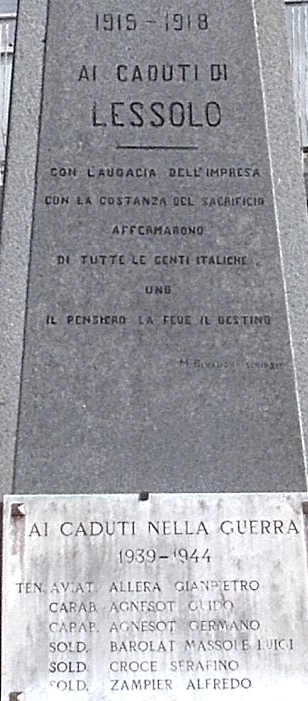 1915-1918
AI CADUTI DI
LESSOLO
CON L'AUDACIA DELL'IMPRESA
CON LA COSTANZA DEL SACRIFICIO
AFFERMARONO
DI TUTTE LE GENTI ITALICHE
UNO
IL PENSIERO LA FEDE IL DESTINO
AI CADUTI NELLA GUERRA
1939-1944
TEN. AVIAT. ALLERA GIANPIETRO
CARAB. AGNESOT GUIDO
CARAB. AGNESOT GERMANO
SOLD. BAROLAT MASSOLE LUIGI
SOLD. CROCE SERAFINO
SOLD. ZAMPIER ALFREDO